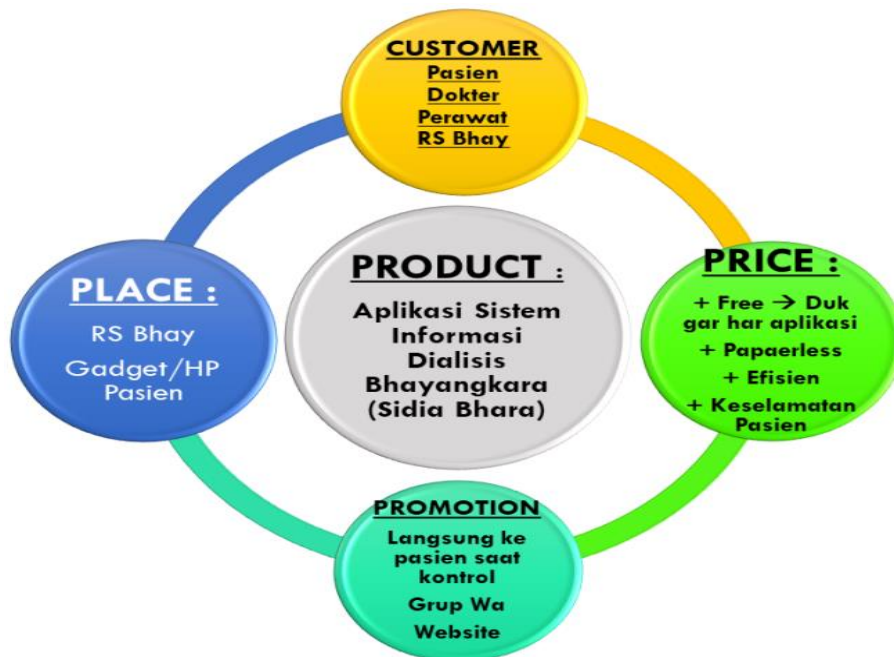 CUSTOMER
Pasien
Dokter
Perawat
RS Bhay
PLACE :
RS Bhay
Gadget/HP
Pasien
PRODUCT :
Aplikasi Sistem
Informasi
Dialisis
Bhayangkara
(Sidia Bhara)
PRICE :
+ Free → Duk
gar har aplikasi
+ Papaerless
+ Efisien
+ Keselamatan
Pasien
PROMOTION
Langsung ke
pasien saat
kontrol
Grup Wa
Website